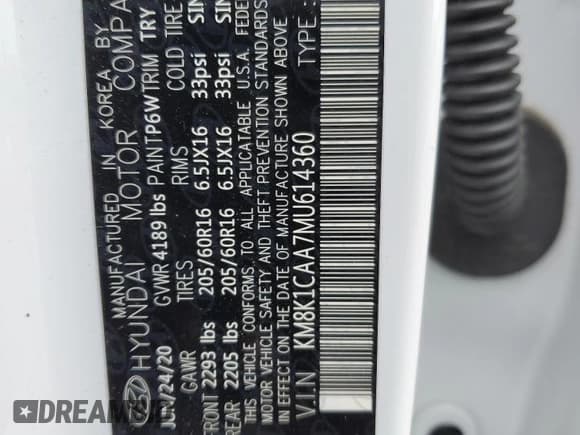 MANUFACTURED IN KOREA BY
HYUNDAI MOTOR COMPA
JUN/24/20 GVWR 4189 lbs PAINT P6W TRIM TRY
GAWR TIRES RIMS COLD TIRE
FRONT 2293 lbs 205/60R16 6.5JX16 33psi SIN
REAR 2205 lbs 205/60R16 6.5JX16 33psi SIN
THIS VEHICLE CONFORMS TO ALL APPLICABLE U.S.A. FEDE
MOTOR VEHICLE SAFETY AND THEFT PREVENTION STANDARDS
IN EFFECT ON THE DATE OF MANUFACTURE SHOWN ABOVE
V.I.N KM8K1CAA7MU614360 TYPE: